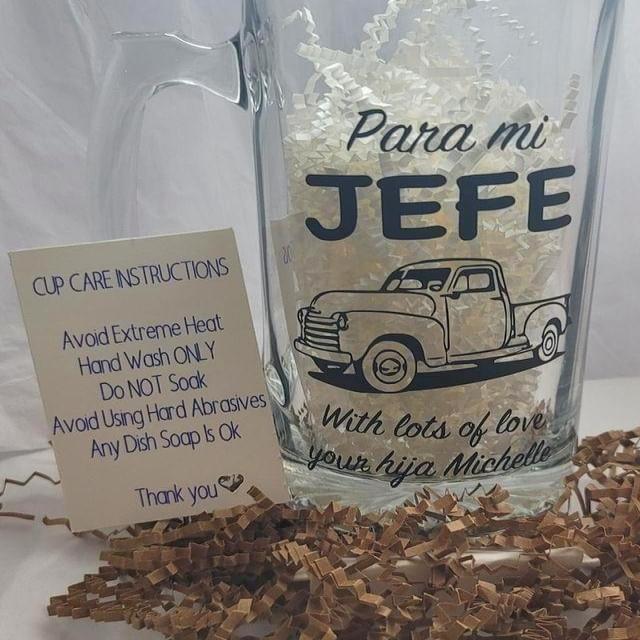 Para mi
JEFE
With lots of love
your hija Michelle
CUP CARE INSTRUCTIONS
Avoid Extreme Heat
Hand Wash ONLY
Do NOT Soak
Avoid Using Hard Abrasives
Any Dish Soap Is Ok
Thank you